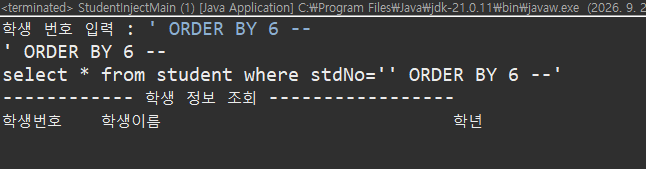 <terminated> StudentInjectMain (1) [Java Application] C:₩Program Files₩Java₩jdk-21.0.11₩bin₩javaw.exe (2026. 9. 2
학생 번호 입력 : ' ORDER BY 6 --
' ORDER BY 6 --
select * from student where stdNo='' ORDER BY 6 --'
------------ 학생 정보 조회 -----------------
학생번호 학생이름 학년